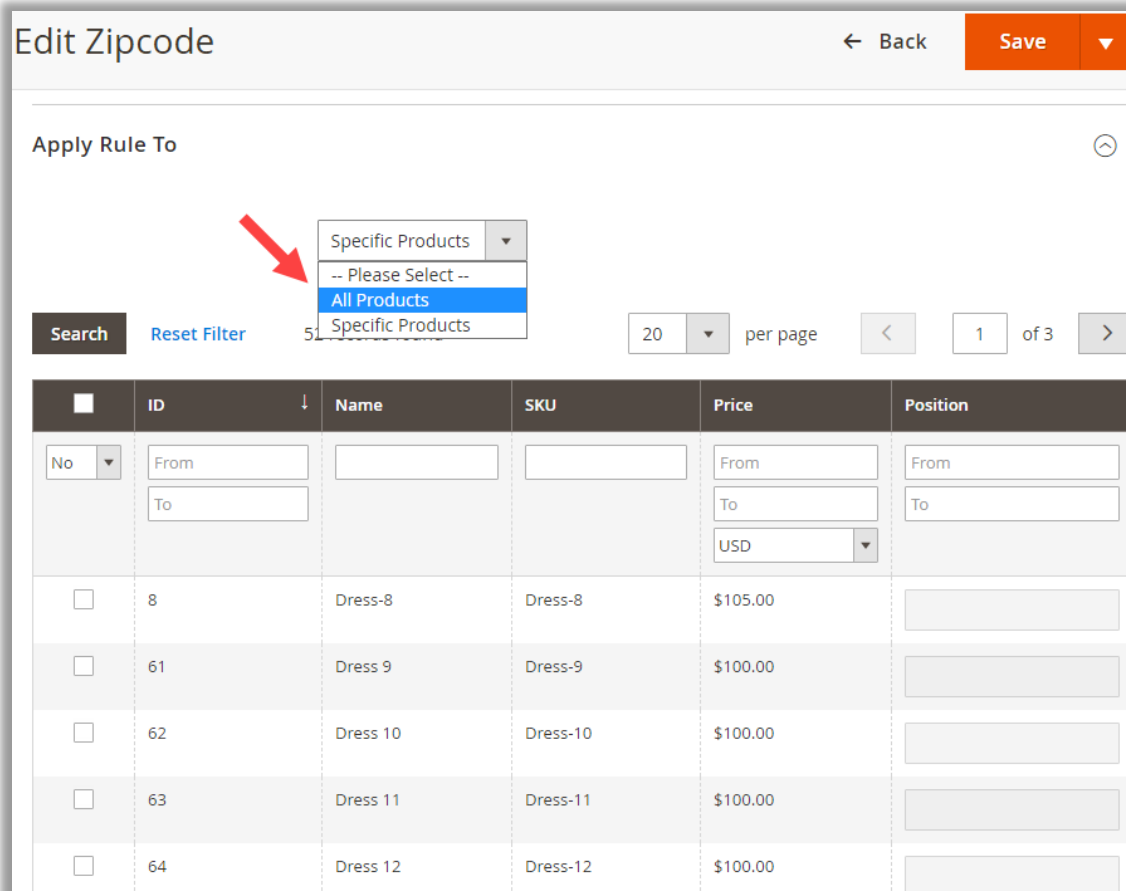 Edit Zipcode
← Back
Save
Apply Rule To
Specific Products
-- Please Select --
All Products
Specific Products
Search Reset Filter 20 per page 1 of 3
ID ↓ Name SKU Price Position
No From From From
To To To
USD
8 Dress-8 Dress-8 $105.00
61 Dress 9 Dress-9 $100.00
62 Dress 10 Dress-10 $100.00
63 Dress 11 Dress-11 $100.00
64 Dress 12 Dress-12 $100.00